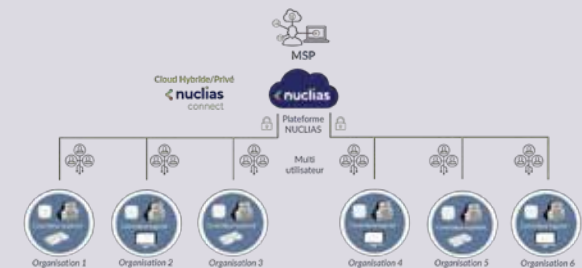 MSP
Cloud Hybride/Privé
nuclias
connect
nuclias
Plateforme
NUCLIAS
Multi
utilisateur
Organisation 1
Organisation 2
Organisation 3
Organisation 4
Organisation 5
Organisation 6